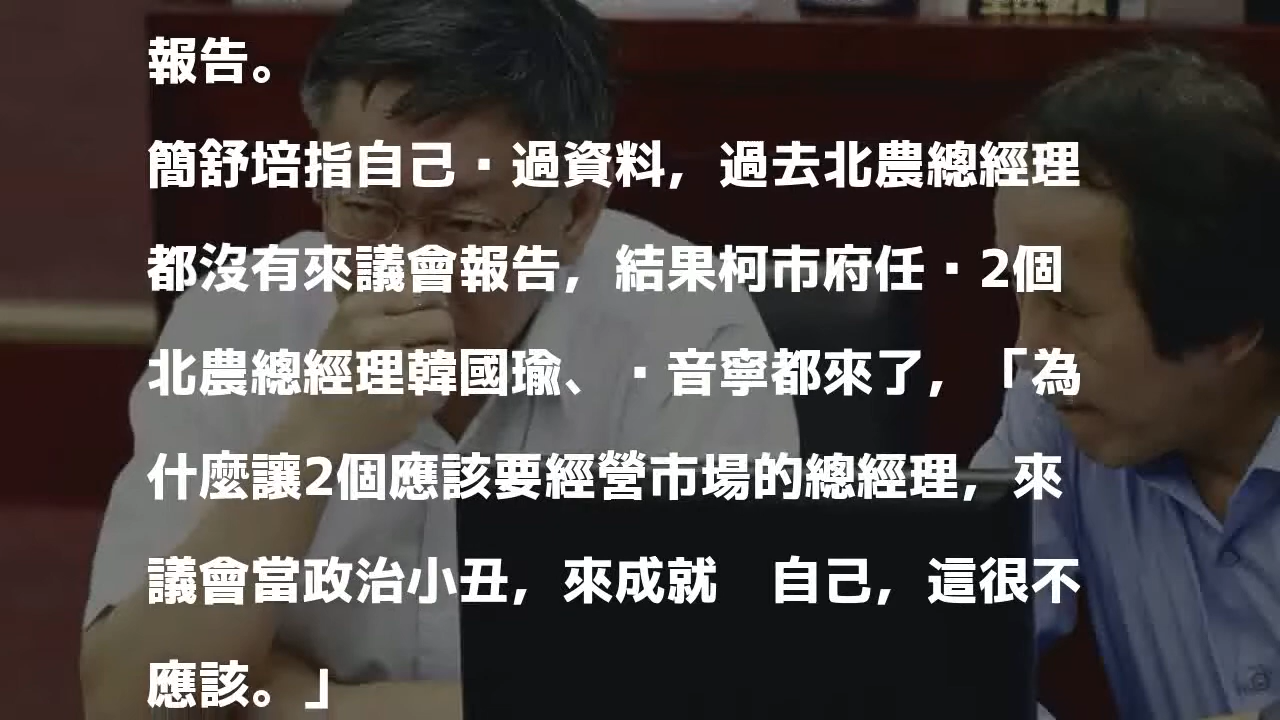 報告。
簡舒培指自己·過資料，過去北農總經理
都沒有來議會報告，結果柯市府任·2個
北農總經理韓國瑜、·音寧都來了，「為
什麼讓2個應該要經營市場的總經理，來
議會當政治小丑，來成就　自己，這很不
應該。」